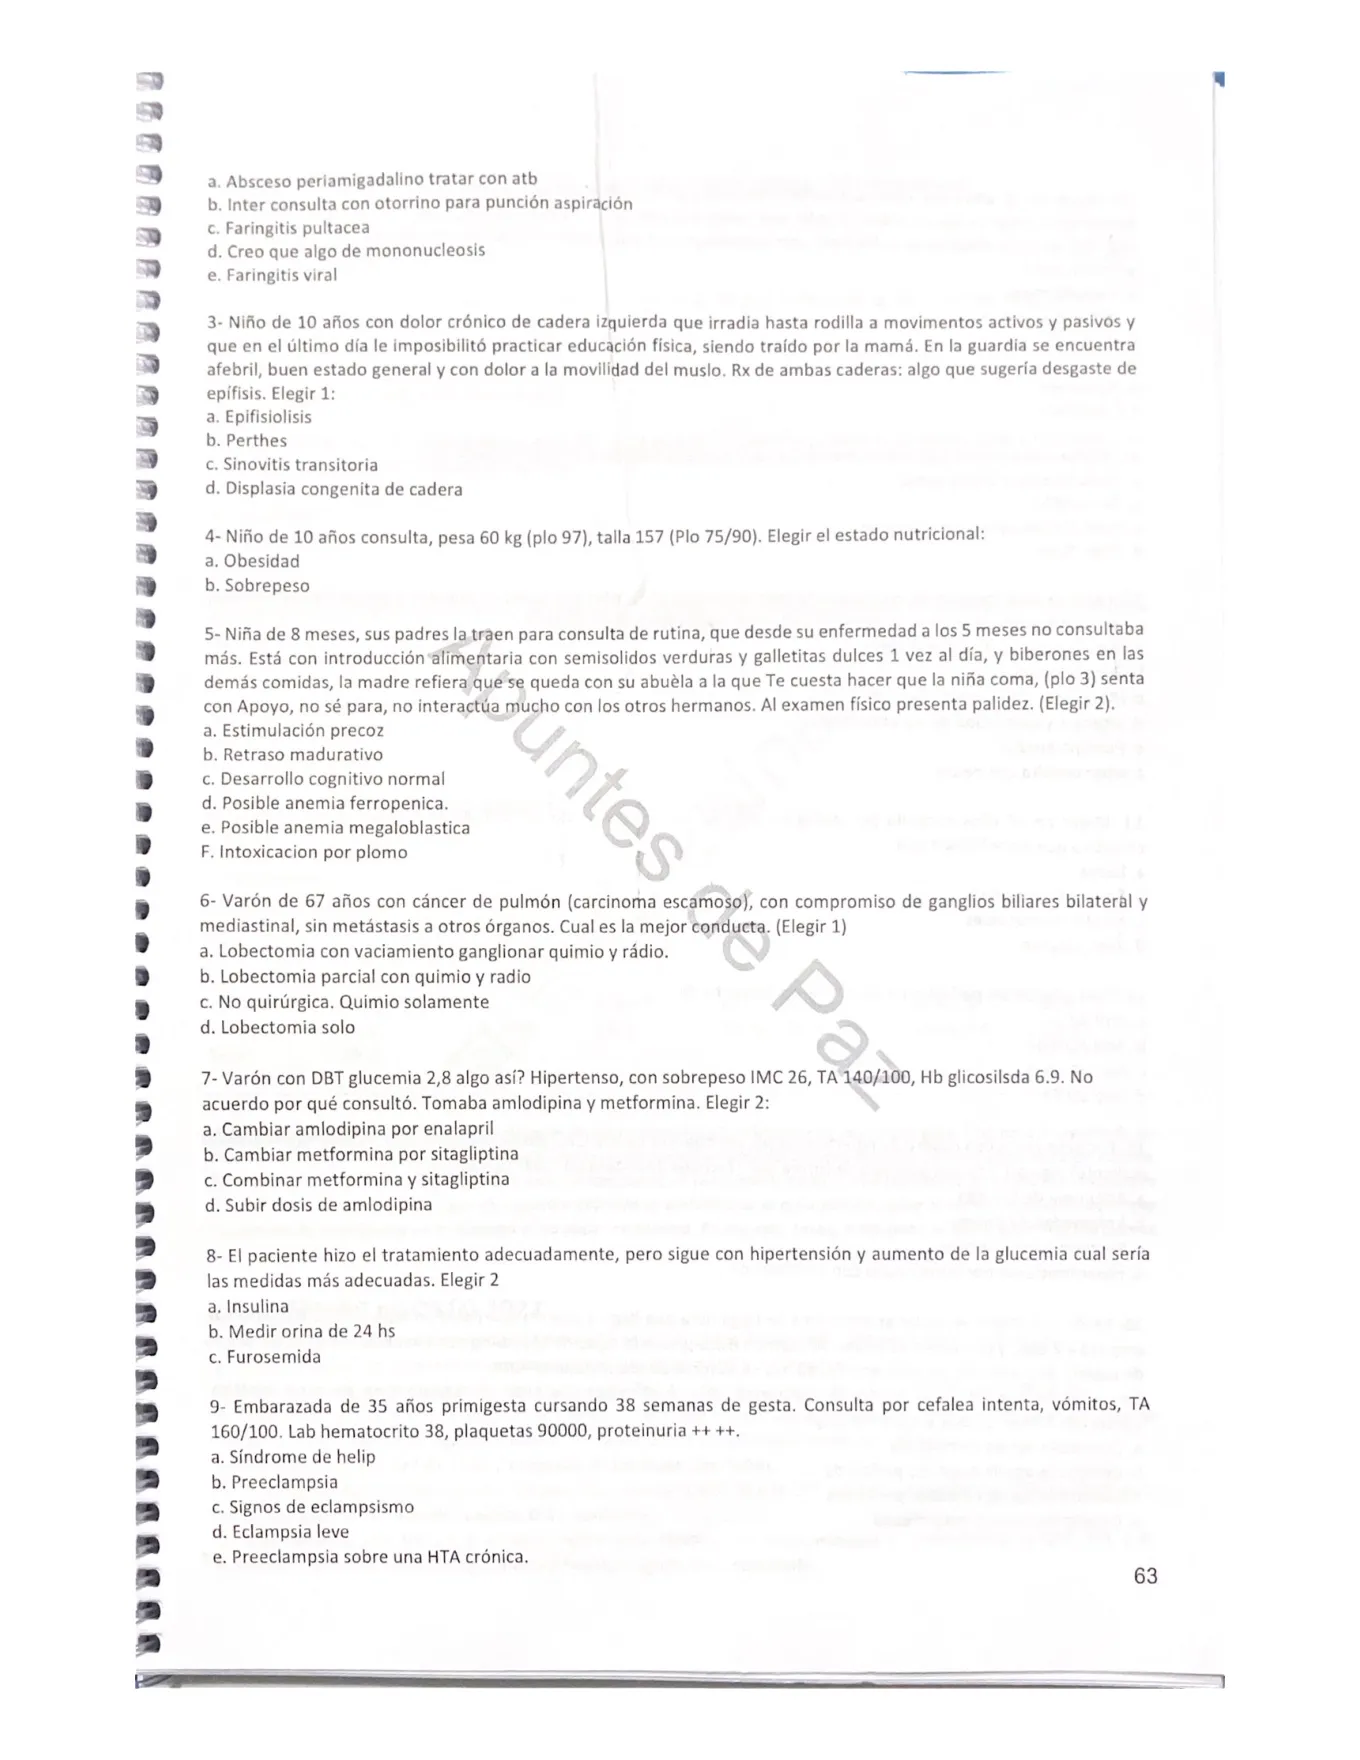 a. Absceso periamigadalino tratar con atb
b. Inter consulta con otorrino para punción aspiración
c. Faringitis pultacea
d. Creo que algo de mononucleosis
e. Faringitis viral
3- Niño de 10 años con dolor crónico de cadera izquierda que irradia hasta rodilla a movimentos activos y pasivos y
que en el último día le imposibilitó practicar educación física, siendo traído por la mamá. En la guardia se encuentra
afebril, buen estado general y con dolor a la movilidad del muslo. Rx de ambas caderas: algo que sugería desgaste de
epífisis. Elegir 1:
a. Epifisiolisis
b. Perthes
c. Sinovitis transitoria
d. Displasia congenita de cadera
4- Niño de 10 años consulta, pesa 60 kg (plo 97), talla 157 (Plo 75/90). Elegir el estado nutricional:
a. Obesidad
b. Sobrepeso
5- Niña de 8 meses, sus padres la traen para consulta de rutina, que desde su enfermedad a los 5 meses no consultaba
más. Está con introducción alimentaria con semisolidos verduras y galletitas dulces 1 vez al día, y biberones en las
demás comidas, la madre refiera que se queda con su abuèla a la que Te cuesta hacer que la niña coma, (plo 3) senta
con Apoyo, no sé para, no interactúa mucho con los otros hermanos. Al examen físico presenta palidez. (Elegir 2).
a. Estimulación precoz
b. Retraso madurativo
c. Desarrollo cognitivo normal
d. Posible anemia ferropenica.
e. Posible anemia megaloblastica
F. Intoxicacion por plomo
6- Varón de 67 años con cáncer de pulmón (carcinoma escamoso), con compromiso de ganglios biliares bilateràl y
mediastinal, sin metástasis a otros órganos. Cual es la mejor conducta. (Elegir 1)
a. Lobectomia con vaciamiento ganglionar quimio y rádio.
b. Lobectomia parcial con quimio y radio
c. No quirúrgica. Quimio solamente
d. Lobectomia solo
7- Varón con DBT glucemia 2,8 algo así? Hipertenso, con sobrepeso IMC 26, TA 140/100, Hb glicosilsda 6.9. No
acuerdo por qué consultó. Tomaba amlodipina y metformina. Elegir 2:
a. Cambiar amlodipina por enalapril
b. Cambiar metformina por sitagliptina
c. Combinar metformina y sitagliptina
d. Subir dosis de amlodipina
8- El paciente hizo el tratamiento adecuadamente, pero sigue con hipertensión y aumento de la glucemia cual sería
las medidas más adecuadas. Elegir 2
a. Insulina
b. Medir orina de 24 hs
c. Furosemida
9- Embarazada de 35 años primigesta cursando 38 semanas de gesta. Consulta por cefalea intenta, vómitos, TA
160/100. Lab hematocrito 38, plaquetas 90000, proteinuria ++ ++.
a. Síndrome de helip
b. Preeclampsia
c. Signos de eclampsismo
d. Eclampsia leve
e. Preeclampsia sobre una HTA crónica.
63
Apuntes de Paz